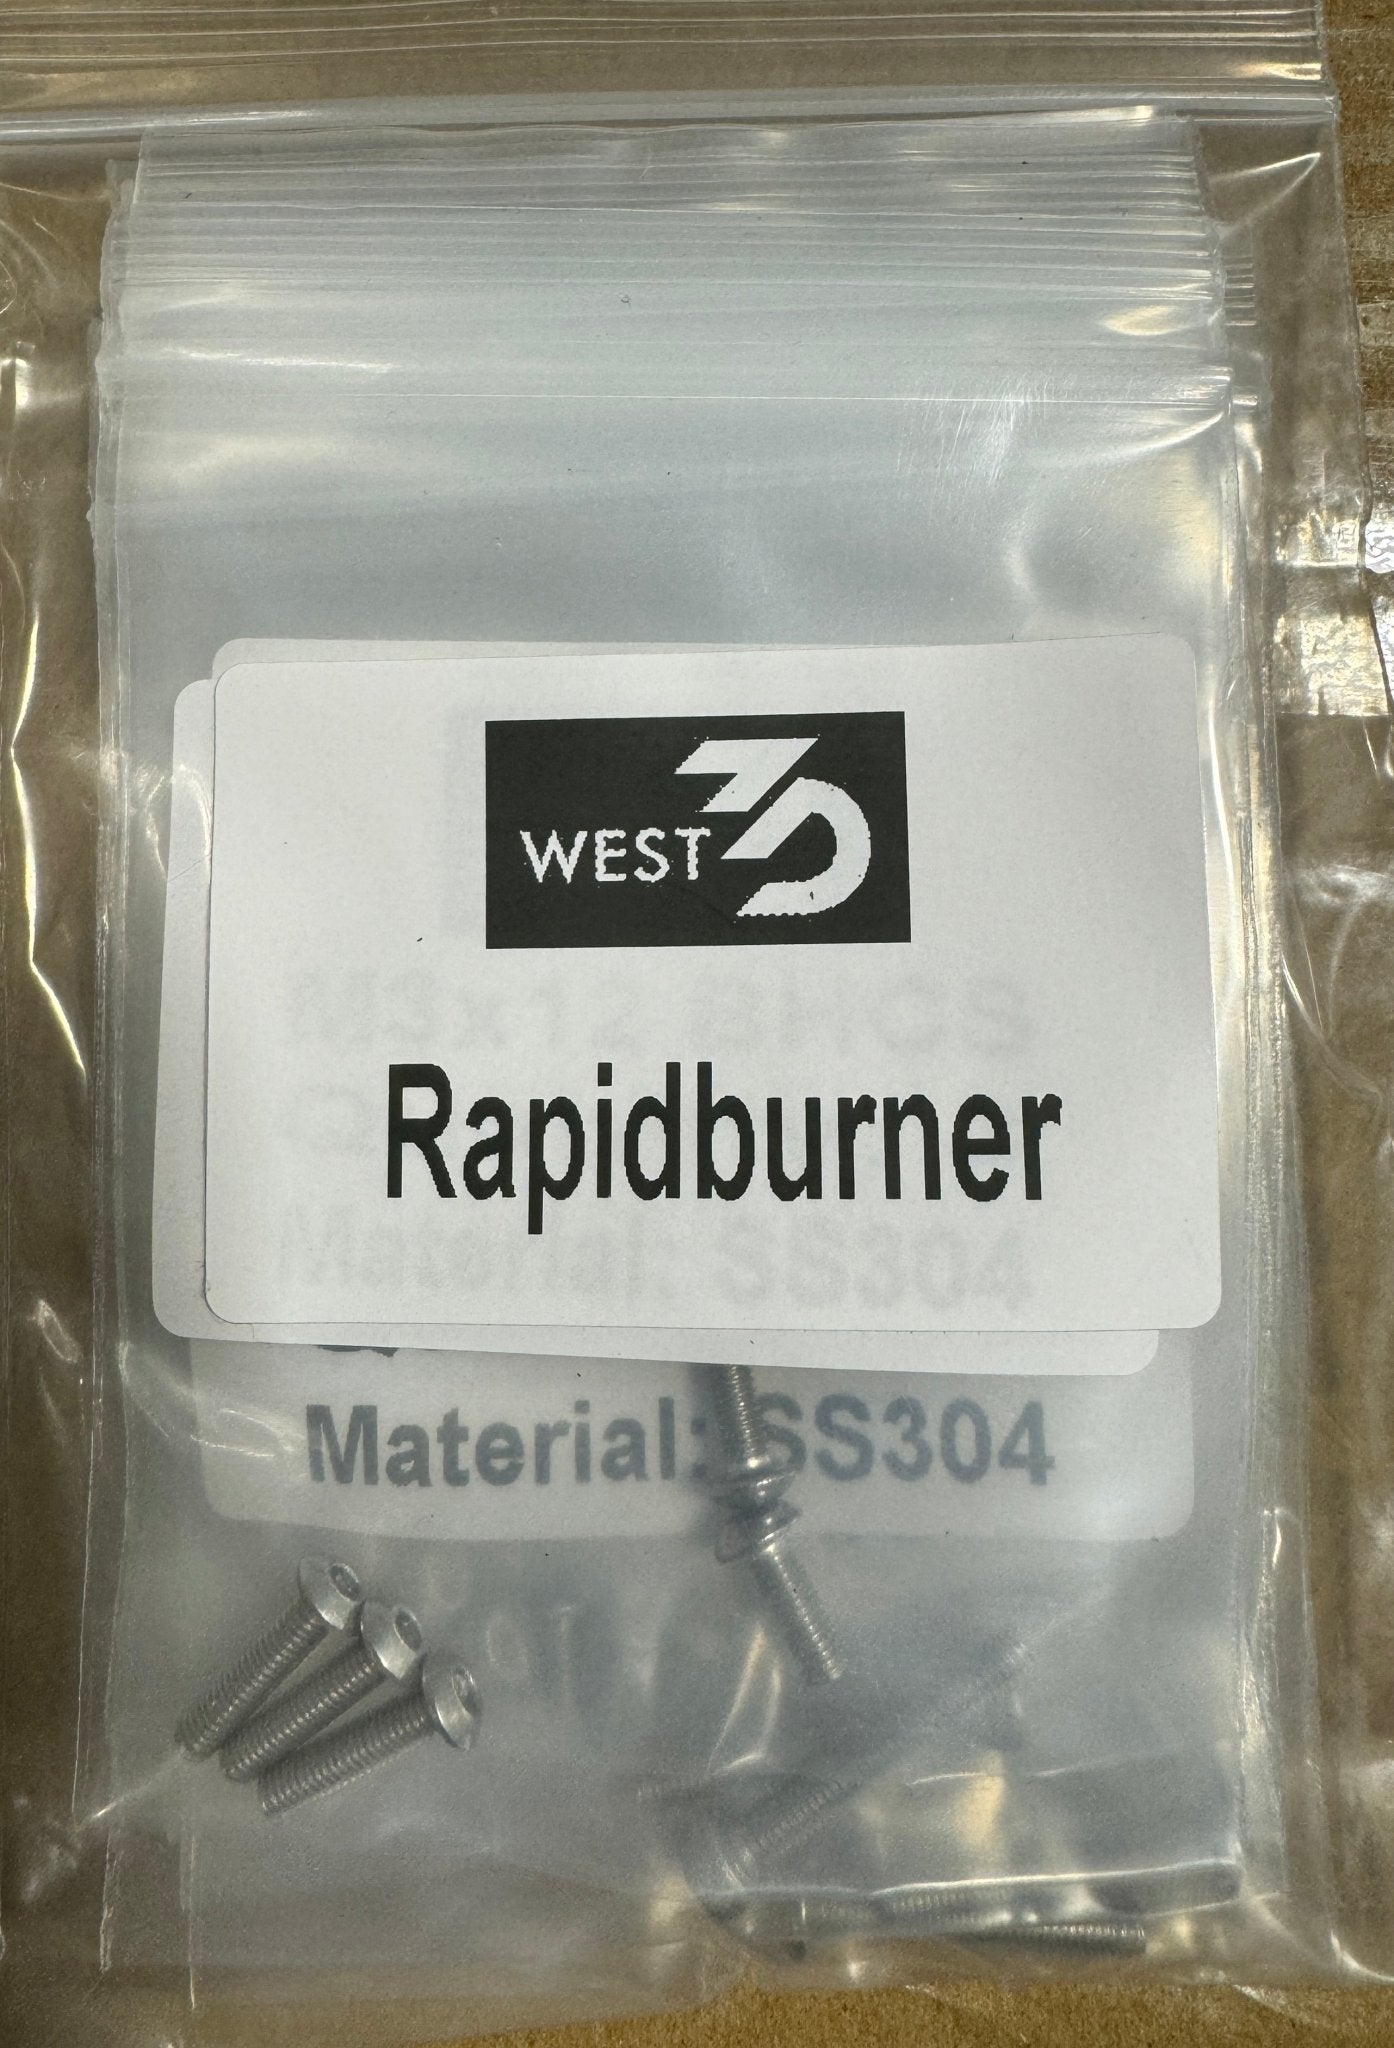 WEST 3D
Rapidburner
Material: SS304